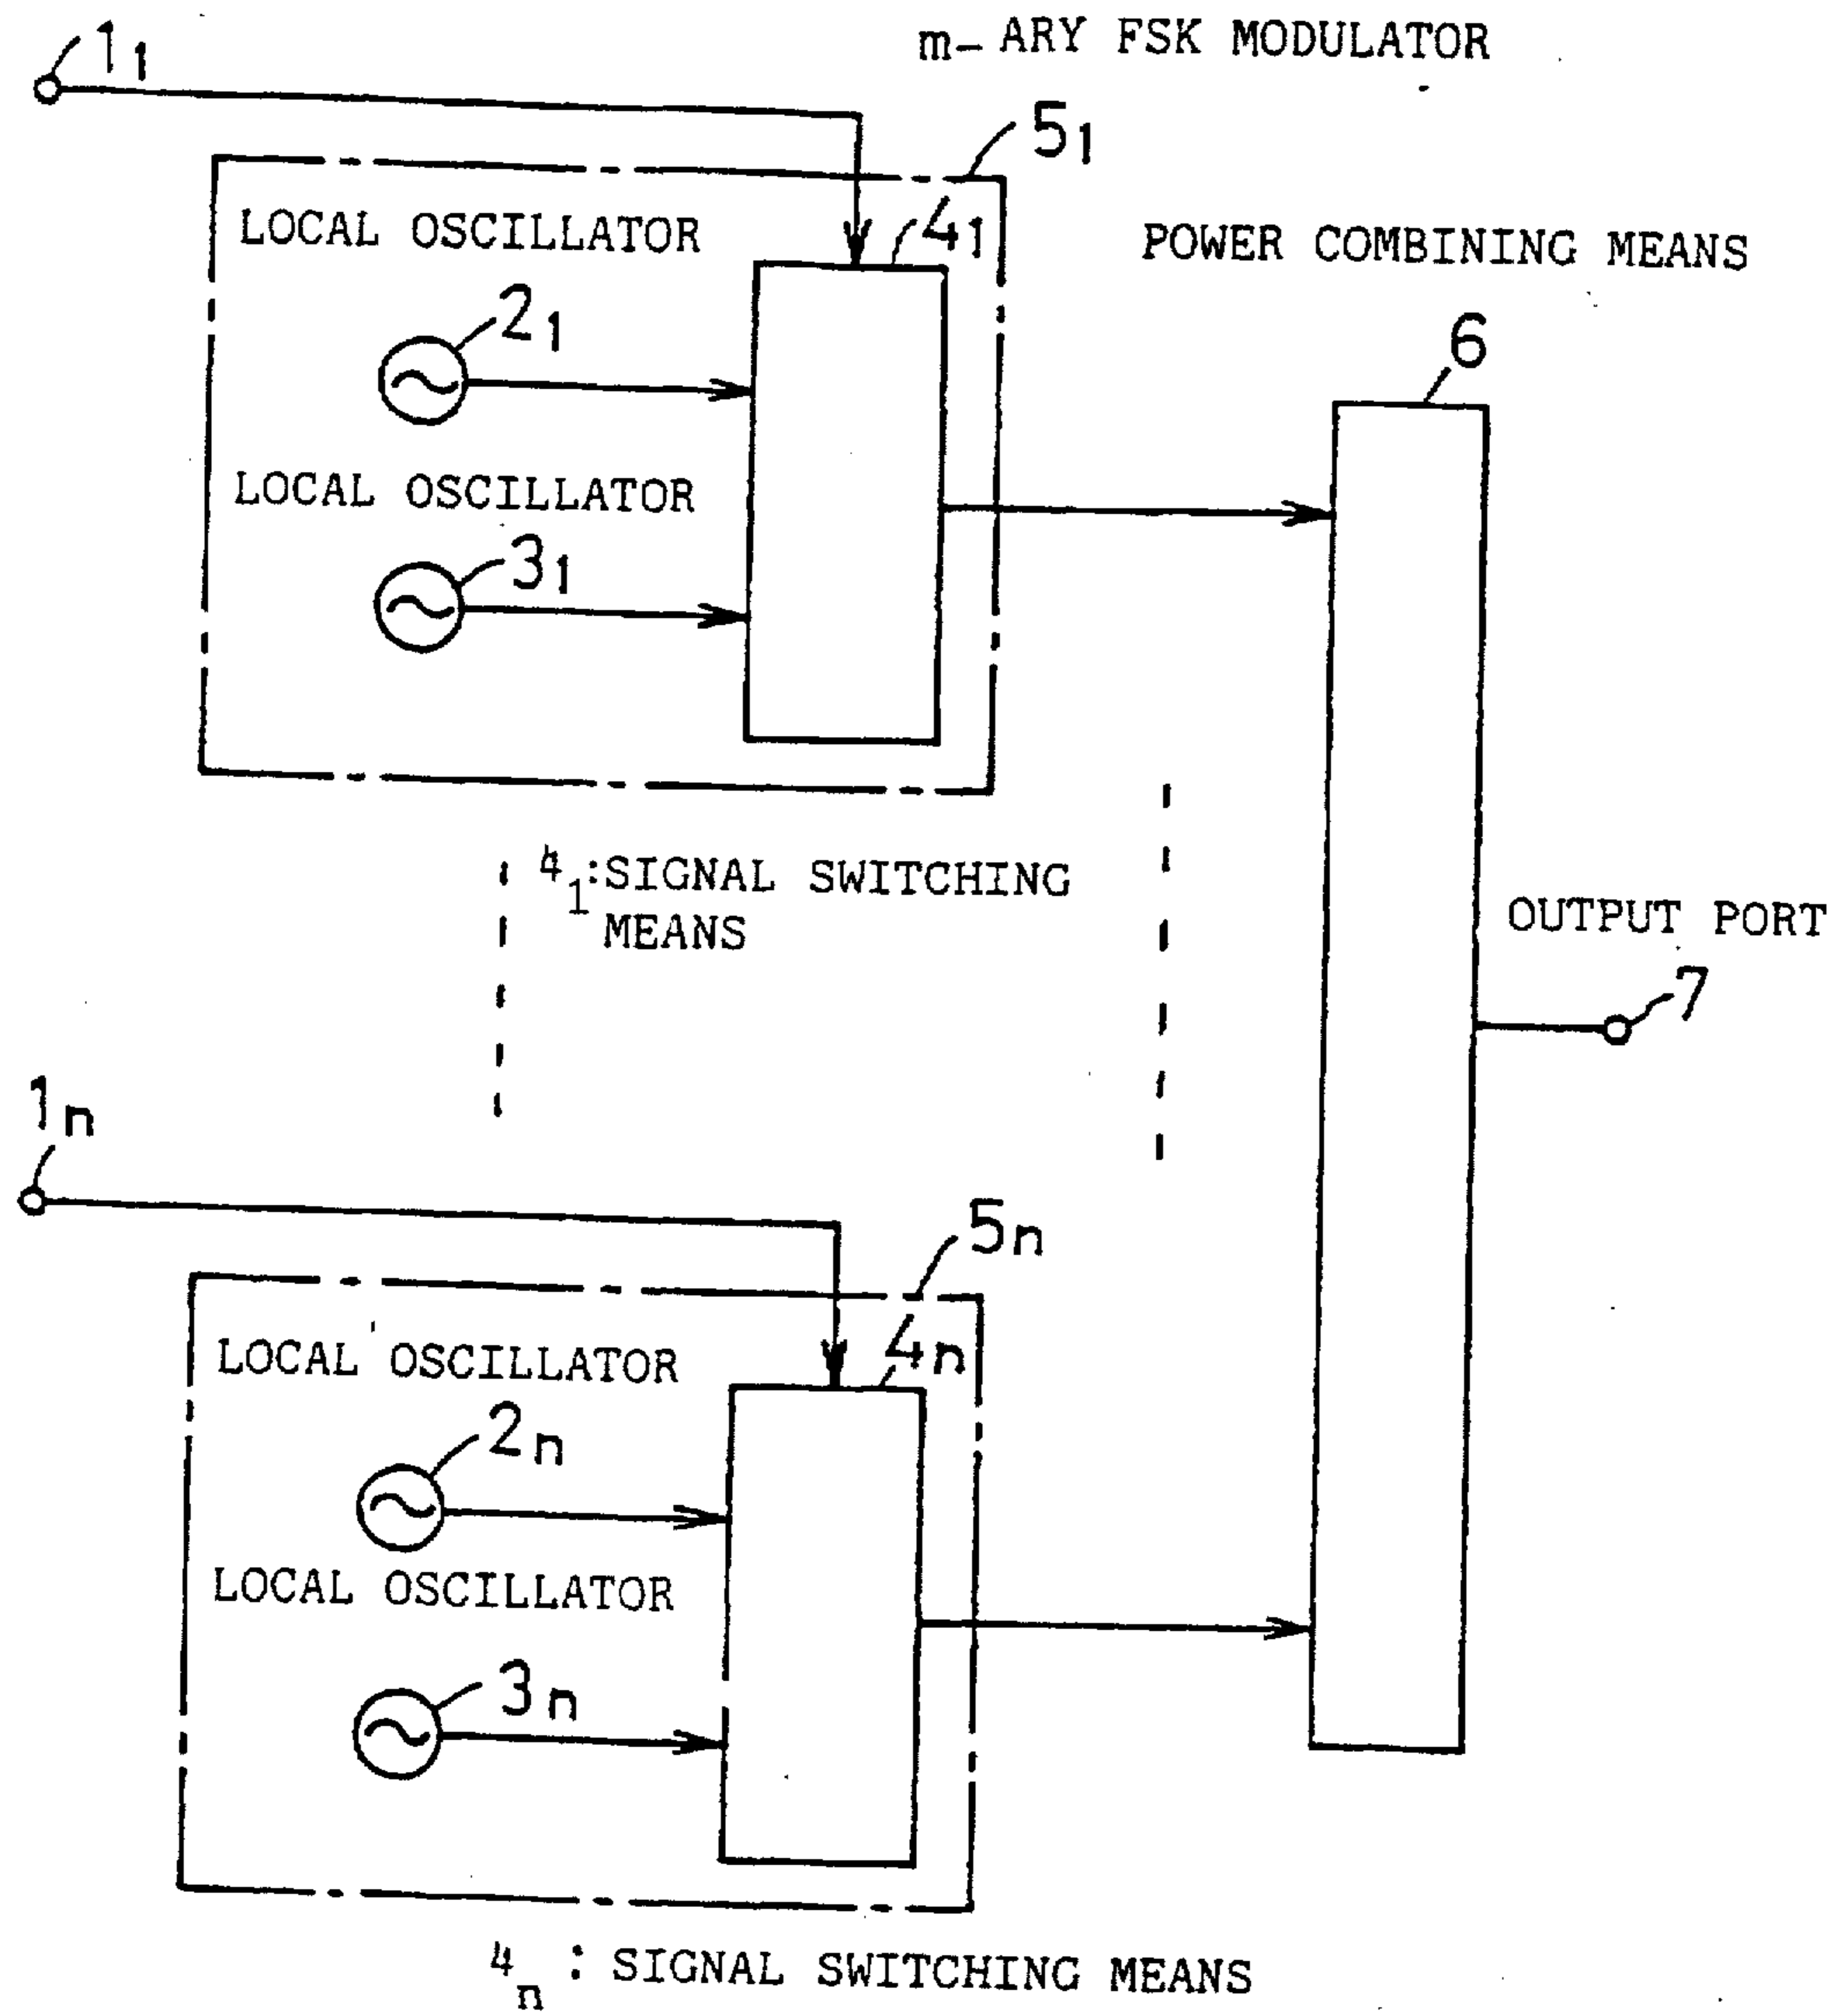 m- ARY FSK MODULATOR
1₁
5₁
LOCAL OSCILLATOR
4₁
POWER COMBINING MEANS
2₁
6
LOCAL OSCILLATOR
3₁
4₁:SIGNAL SWITCHING
MEANS
OUTPUT PORT
7
1ₙ
5ₙ
LOCAL OSCILLATOR
4ₙ
2ₙ
LOCAL OSCILLATOR
3ₙ
4ₙ : SIGNAL SWITCHING MEANS